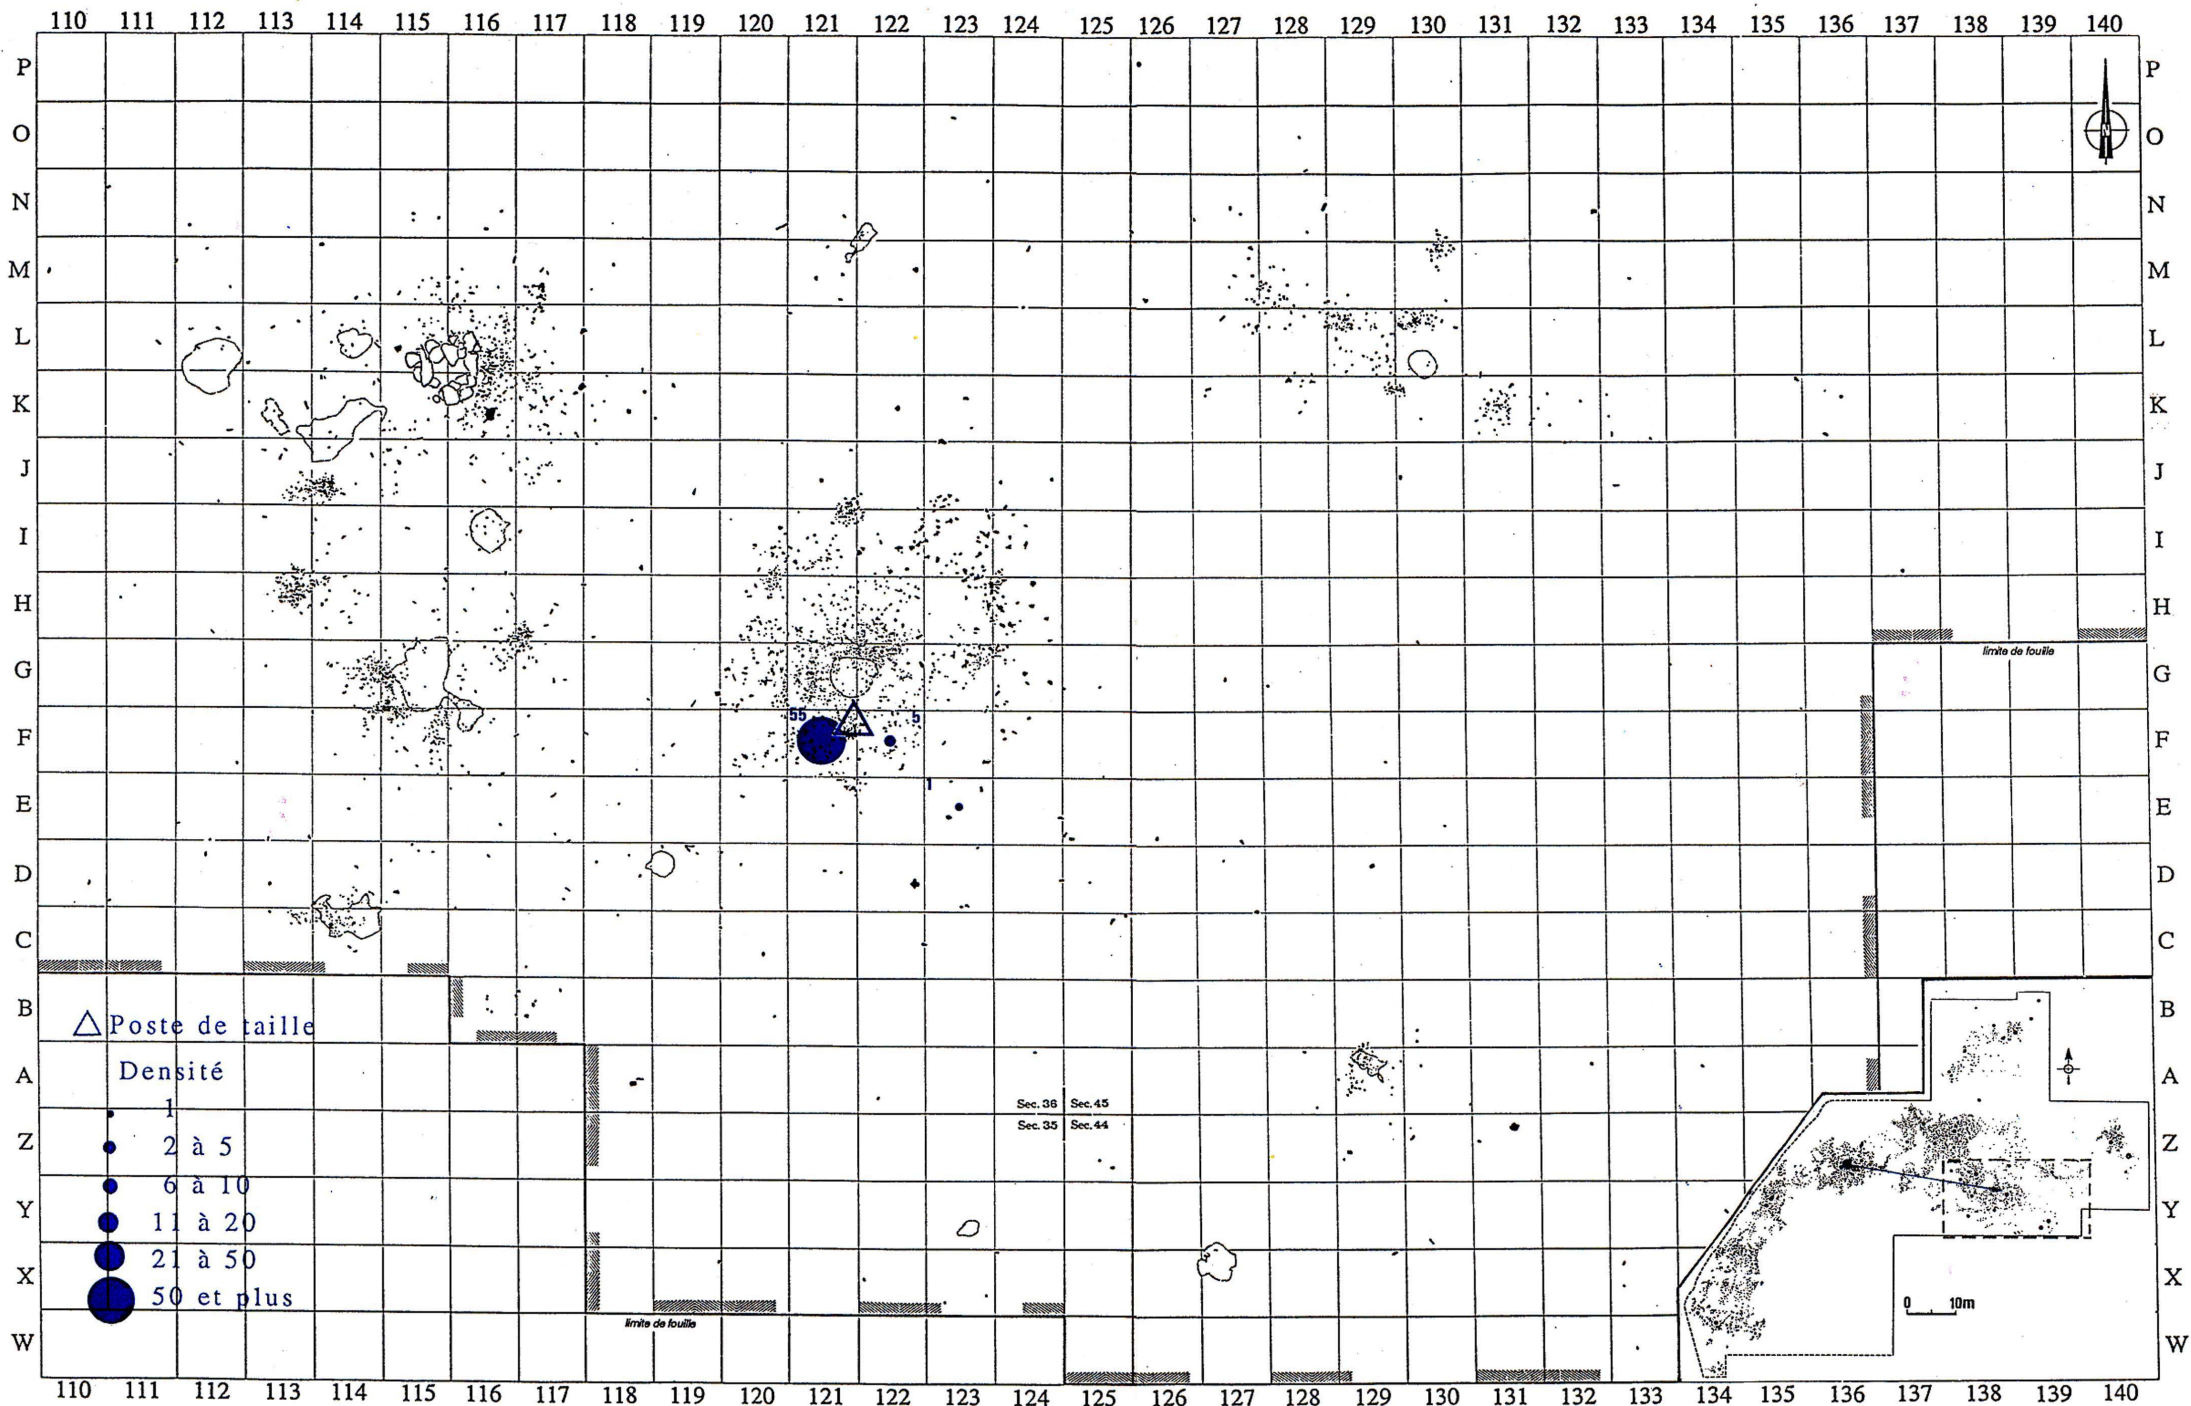 110 111 112 113 114 115 116 117 118 119 120 121 122 123 124 125 126 127 128 129 130 131 132 133 134 135 136 137 138 139 140
P P
O O
N N
M M
L L
K K
J J
I I
H H
limite de fouille
G G
55 5
F F
1
E E
D D
C C
B B
Poste de taille
A A
Densité
1
Sec. 36 Sec. 45
Sec. 35 Sec. 44
Z Z
2 à 5
6 à 10
Y Y
11 à 20
21 à 50
X X
50 et plus
0 10m
limite de fouille
W W
110 111 112 113 114 115 116 117 118 119 120 121 122 123 124 125 126 127 128 129 130 131 132 133 134 135 136 137 138 139 140